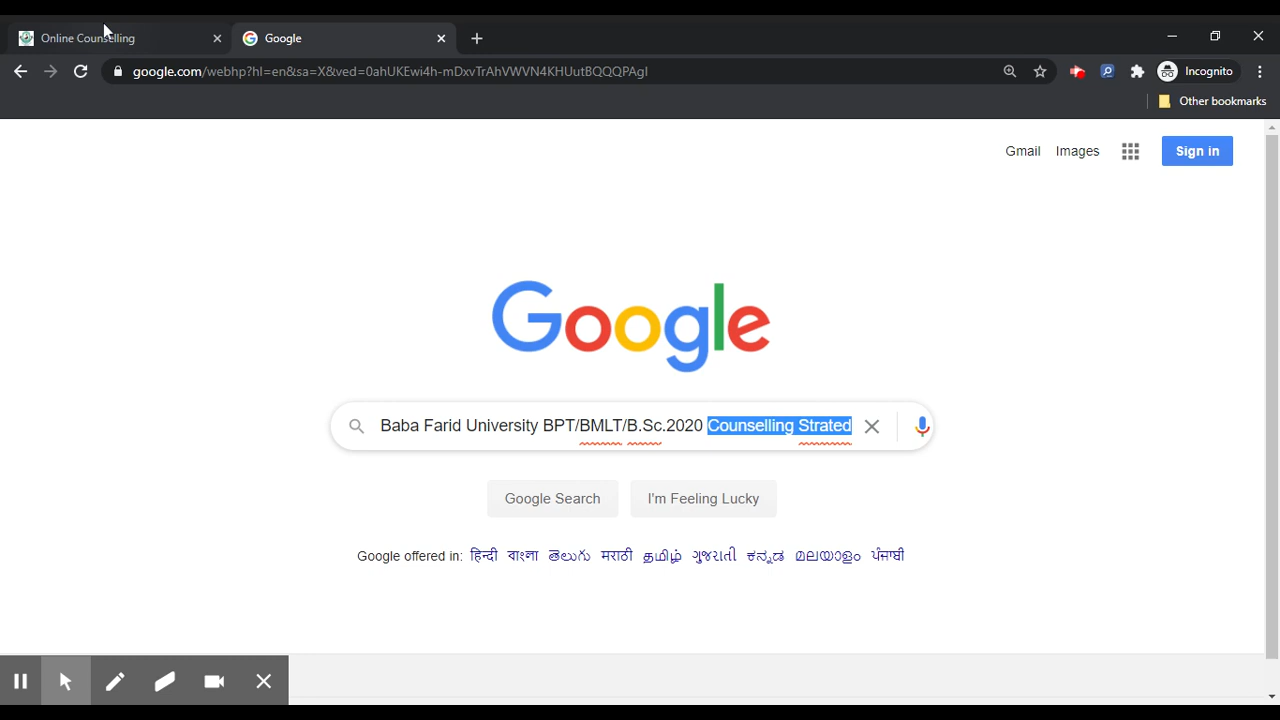 Online Counselling
Google
google.com/webhp?hl=en&sa=X&ved=0ahUKEwi4h-mDxoTrAhVWVN4KHUutBQQQPAgI
Incognito
Other bookmarks
Gmail Images Sign in
Google
Baba Farid University BPT/BMLT/B.Sc.2020 Counselling Strated
Google Search I'm Feeling Lucky
Google offered in: हिन्दी বাংলা తెలుగు मराठी தமிழ் ગુજરાતી ಕನ್ನಡ മലയാളം ਪੰਜਾਬੀ